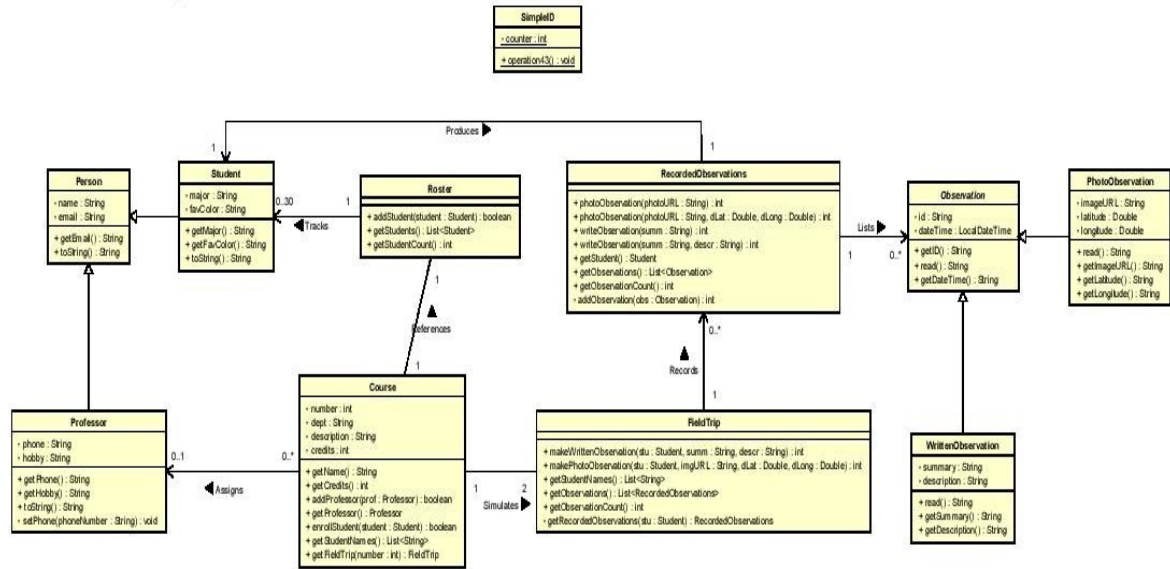 SimpleID
- counter : int
+ operation43() : void
Produces
1
1
Person
- name : String
- email : String
+ getEmail() : String
+ toString() : String
Student
- major : String
- favColor : String
+ getMajor() : String
+ getFavColor() : String
+ toString() : String
0..30
1
Tracks
Roster
+ addStudent(student : Student) : boolean
+ getStudents() : List<Student>
+ getStudentCount() : int
RecordedObservations
+ photoObservation(photoURL : String) : int
+ photoObservation(photoURL : String, dLat : Double, dLong : Double) : int
+ writeObservation(summ : String) : int
+ writeObservation(summ : String, descr : String) : int
+ getStudent() : Student
+ getObservations() : List<Observation>
+ getObservationCount() : int
- addObservation(obs : Observation) : int
Lists
1
0..*
Observation
- id : String
- dateTime : LocalDateTime
+ getID() : String
+ read() : String
+ getDateTime() : String
PhotoObservation
- imageURL : String
- latitude : Double
- longitude : Double
+ read() : String
+ getImageURL() : String
+ getLatitude() : String
+ getLongitude() : String
1
References
1
0..*
Records
1
Professor
- phone : String
- hobby : String
+ getPhone() : String
+ getHobby() : String
+ toString() : String
- setPhone(phoneNumber : String) : void
0..1
0..*
Assigns
Course
- number : int
- dept : String
- description : String
- credits : int
+ getName() : String
+ getCredits() : int
+ addProfessor(prof : Professor) : boolean
+ getProfessor() : Professor
+ enrollStudent(student : Student) : boolean
+ getStudentNames() : List<String>
+ getFieldTrip(number : int) : FieldTrip
1
2
Simulates
FieldTrip
+ makeWrittenObservation(stu : Student, summ : String, descr : String) : int
+ makePhotoObservation(stu : Student, imgURL : String, dLat : Double, dLong : Double) : int
+ getStudentNames() : List<String>
+ getObservations() : List<RecordedObservations>
+ getObservationCount() : int
- getRecordedObservations(stu : Student) : RecordedObservations
WrittenObservation
- summary : String
- description : String
+ read() : String
+ getSummary() : String
+ getDescription() : String